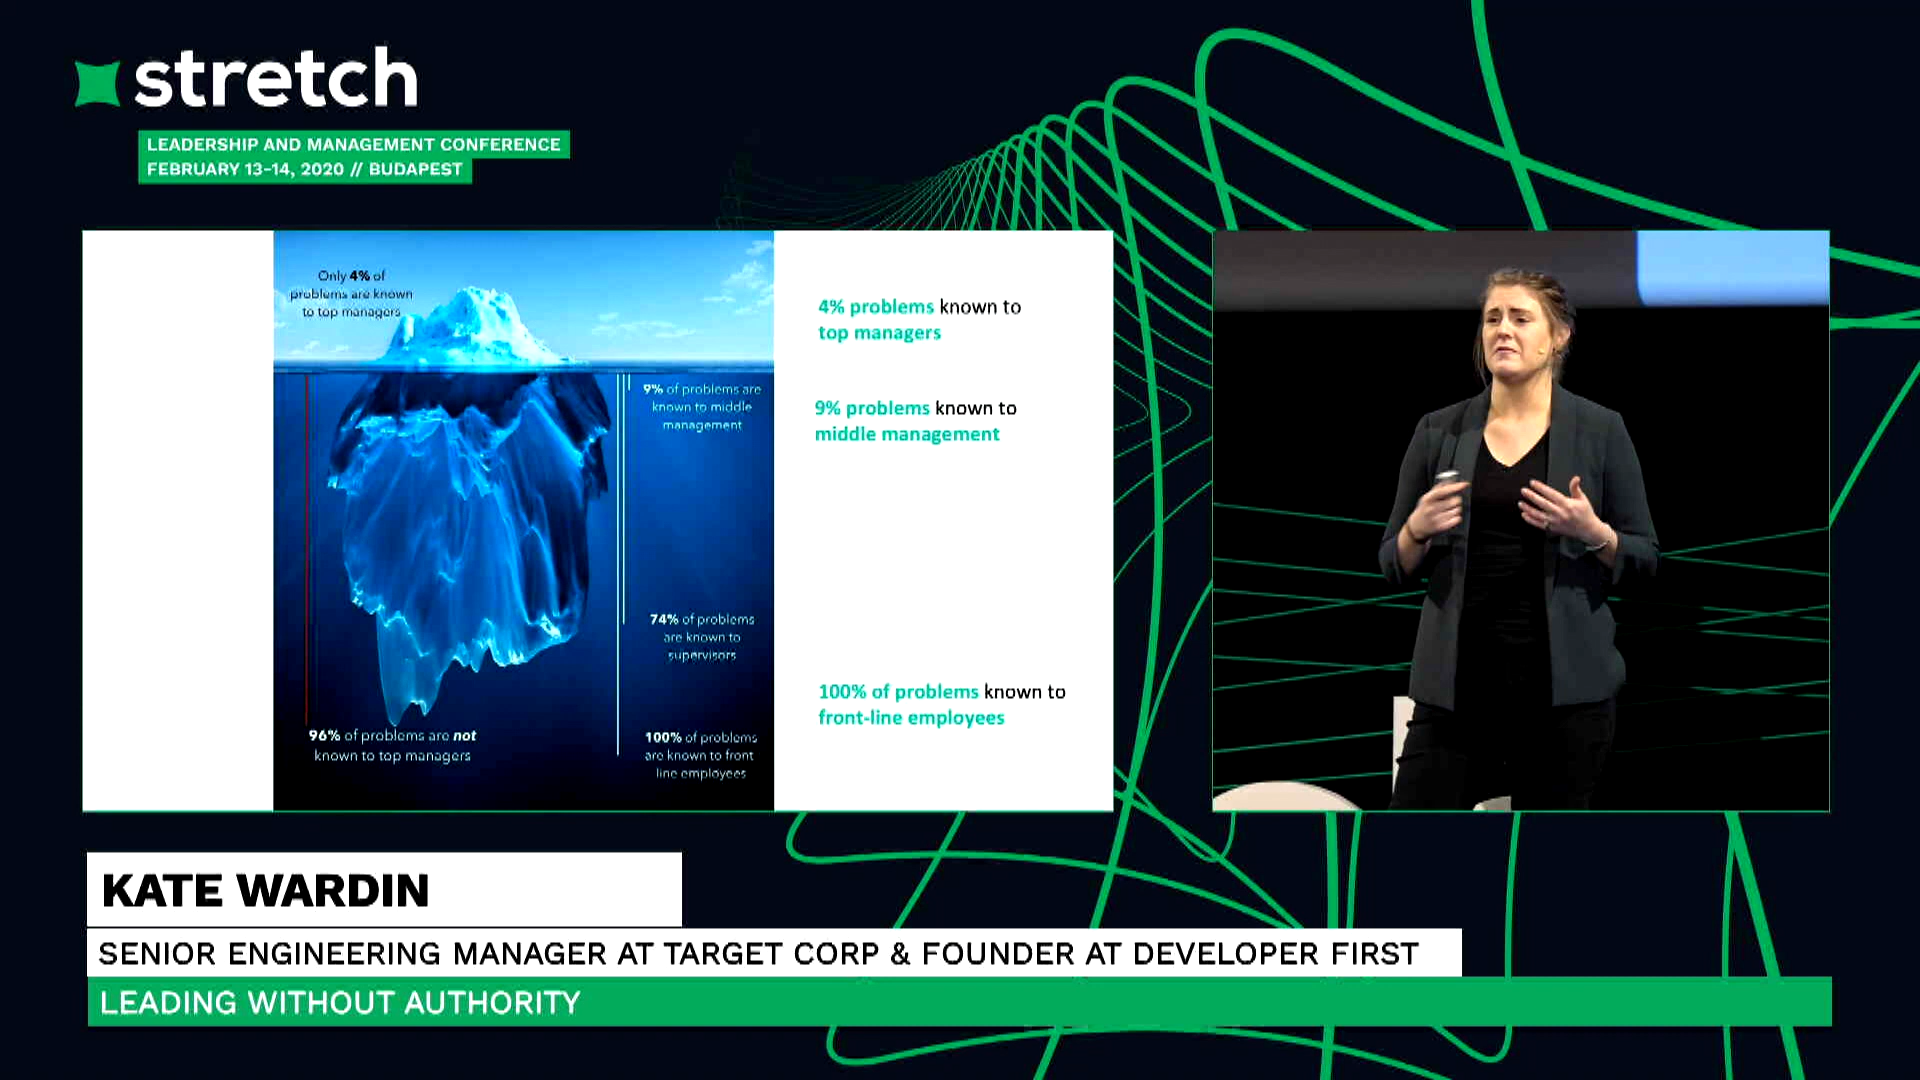 stretch
LEADERSHIP AND MANAGEMENT CONFERENCE
FEBRUARY 13-14, 2020 // BUDAPEST
Only 4% of
problems are known
to top managers
9% of problems are
known to middle
management
74% of problems
are known to
supervisors
96% of problems are not
known to top managers
100% of problems
are known to front
line employees
4% problems known to
top managers
9% problems known to
middle management
100% of problems known to
front-line employees
KATE WARDIN
SENIOR ENGINEERING MANAGER AT TARGET CORP & FOUNDER AT DEVELOPER FIRST
LEADING WITHOUT AUTHORITY